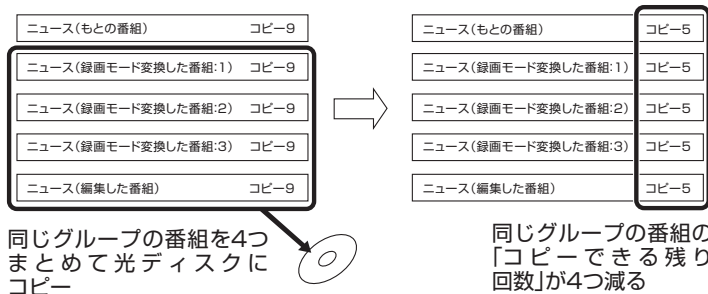 ニュース(もとの番組) コピー9
ニュース(録画モード変換した番組:1) コピー9
ニュース(録画モード変換した番組:2) コピー9
ニュース(録画モード変換した番組:3) コピー9
ニュース(編集した番組) コピー9
同じグループの番組を4つ
まとめて光ディスクに
コピー
ニュース(もとの番組) コピー5
ニュース(録画モード変換した番組:1) コピー5
ニュース(録画モード変換した番組:2) コピー5
ニュース(録画モード変換した番組:3) コピー5
ニュース(編集した番組) コピー5
同じグループの番組の
「コピーできる残り
回数」が4つ減る